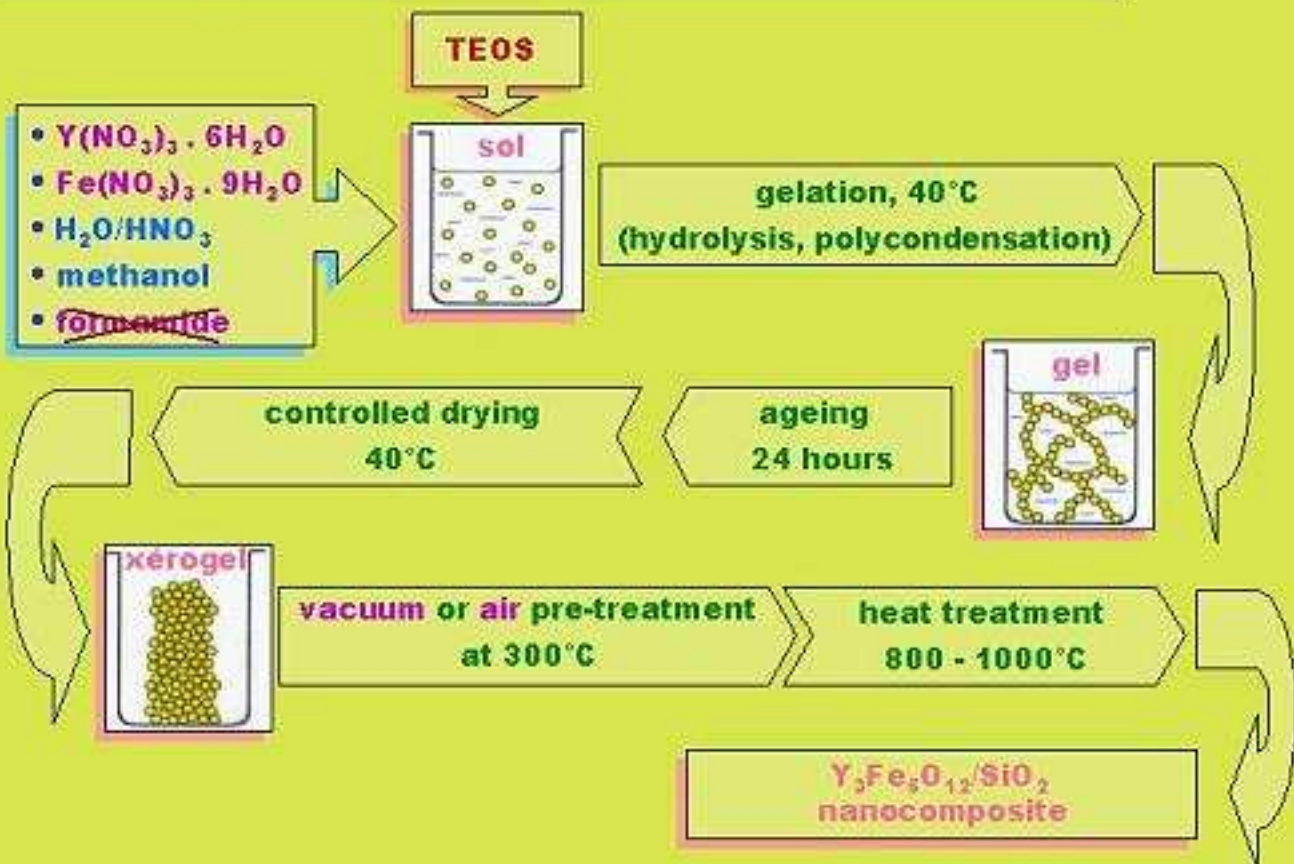 TEOS
• Y(NO₃)₃ . 6H₂O
• Fe(NO₃)₃ . 9H₂O
• H₂O/HNO₃
• methanol
• formamide
sol
gelation, 40°C
(hydrolysis, polycondensation)
gel
ageing
24 hours
controlled drying
40°C
xérogel
vacuum or air pre-treatment
at 300°C
heat treatment
800 - 1000°C
Y₃Fe₅O₁₂/SiO₂
nanocomposite